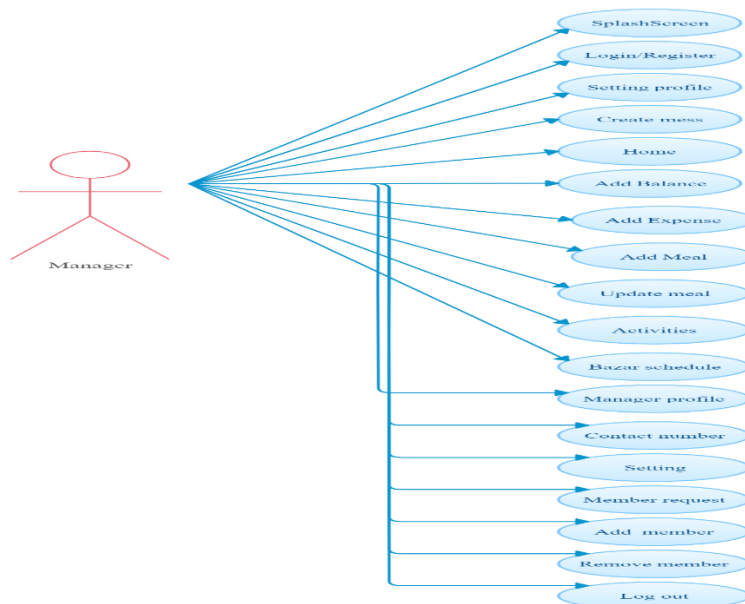 SplashScreen
Login/Register
Setting profile
Create mess
Home
Add Balance
Add Expense
Add Meal
Update meal
Activities
Bazar schedule
Manager profile
Contact number
Setting
Member request
Add member
Remove member
Log out
Manager